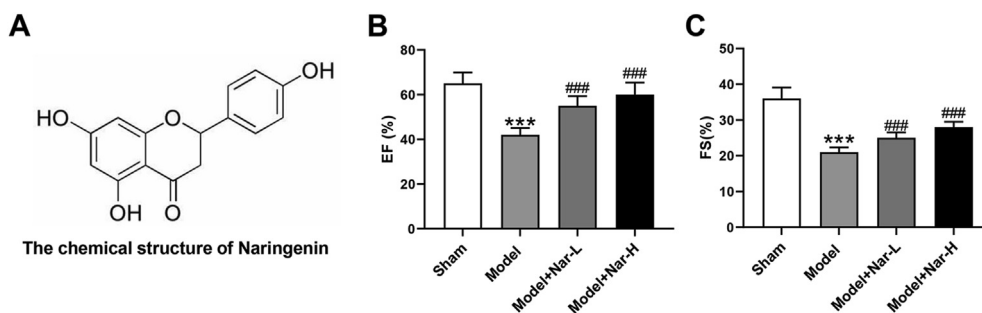 A
HO
O
OH
OH
O
The chemical structure of Naringenin
B
EF (%)
80
60
40
20
0
***
###
###
Sham
Model
Model+Nar-L
Model+Nar-H
C
FS(%)
50
40
30
20
10
0
***
###
###
Sham
Model
Model+Nar-L
Model+Nar-H